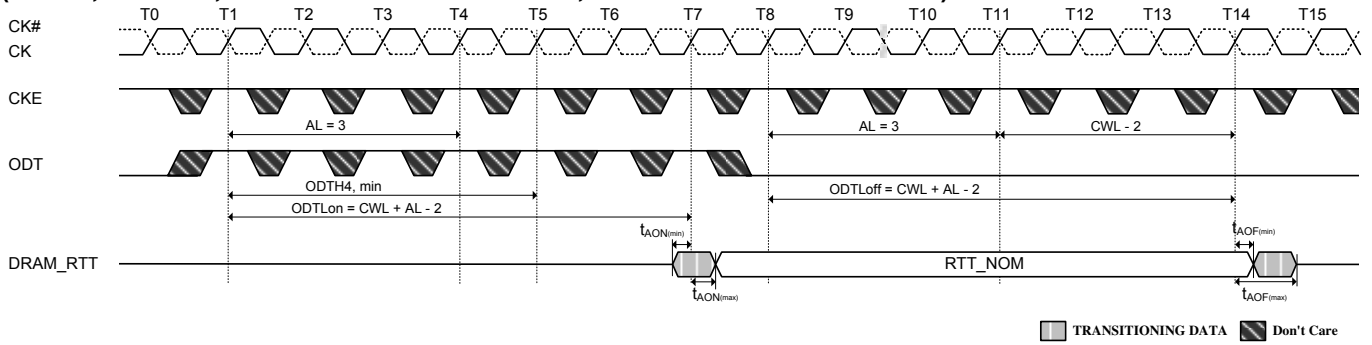 T0 T1 T2 T3 T4 T5 T6 T7 T8 T9 T10 T11 T12 T13 T14 T15
CK#
CK
CKE
AL = 3 AL = 3 CWL - 2
ODT
ODTH4, min ODTLoff = CWL + AL - 2
ODTLon = CWL + AL - 2
tAON(min) tAOF(min)
DRAM_RTT RTT_NOM
tAON(max) tAOF(max)
TRANSITIONING DATA Don't Care